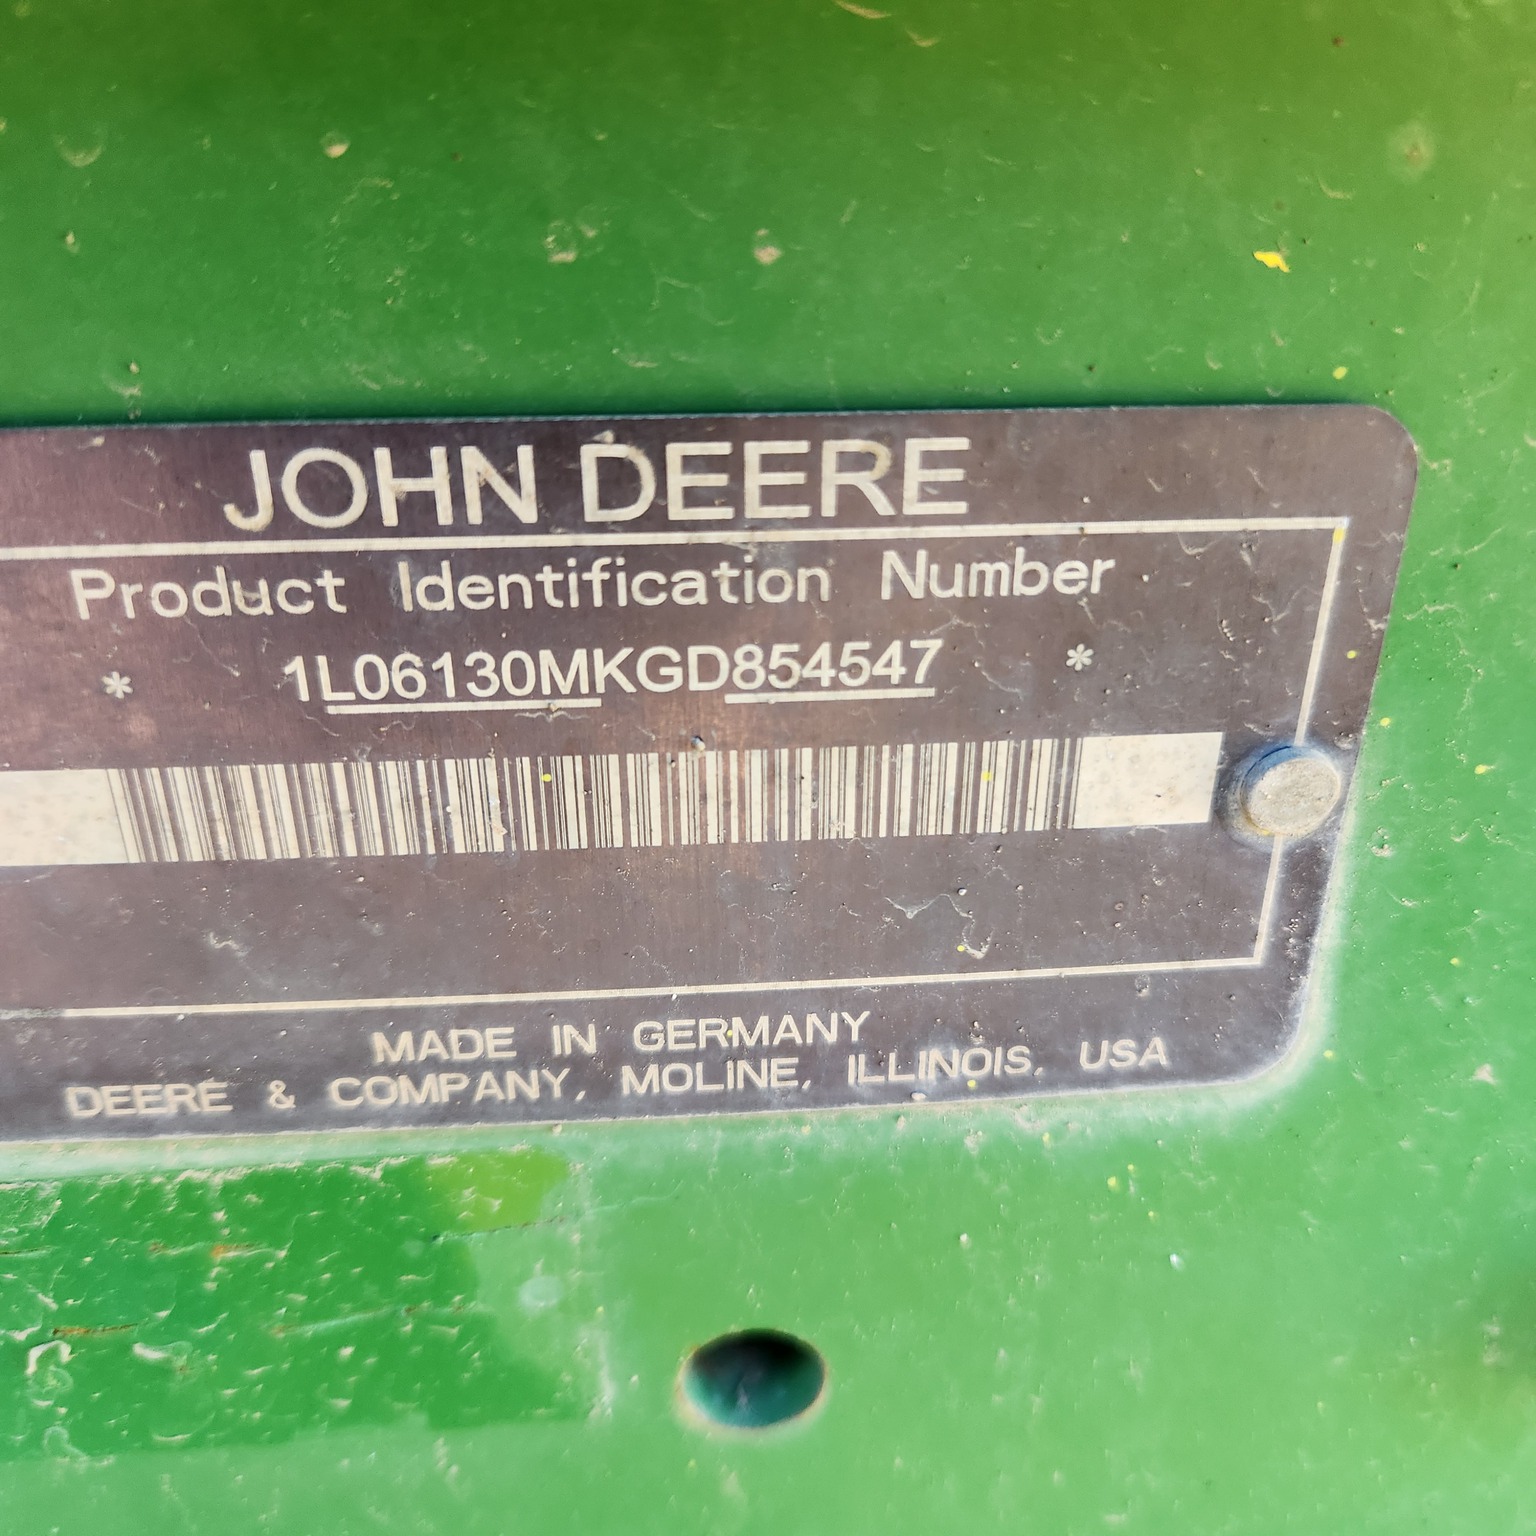 JOHN DEERE
Product Identification Number
* 1L06130MKGD854547 *
MADE IN GERMANY
DEERE & COMPANY, MOLINE, ILLINOIS, USA